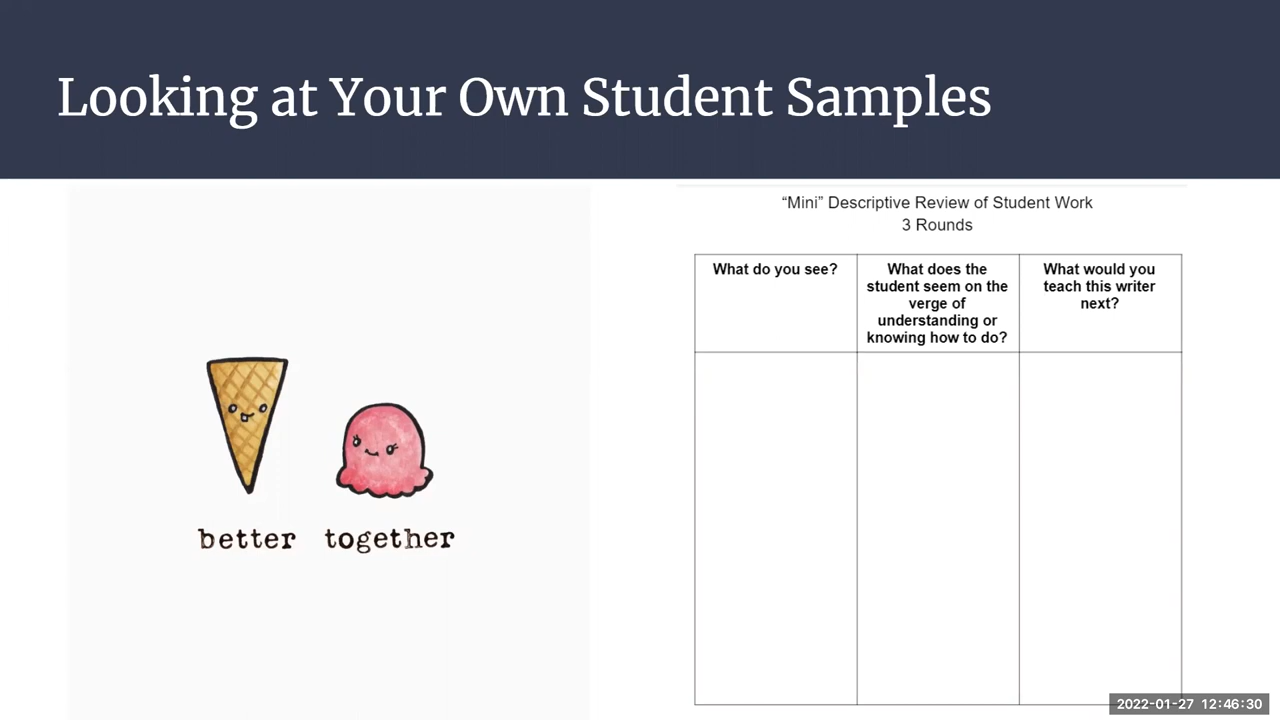 Looking at Your Own Student Samples
better together
“Mini” Descriptive Review of Student Work
3 Rounds
What do you see?
What does the
student seem on the
verge of
understanding or
knowing how to do?
What would you
teach this writer
next?
2022-01-27 12:46:30